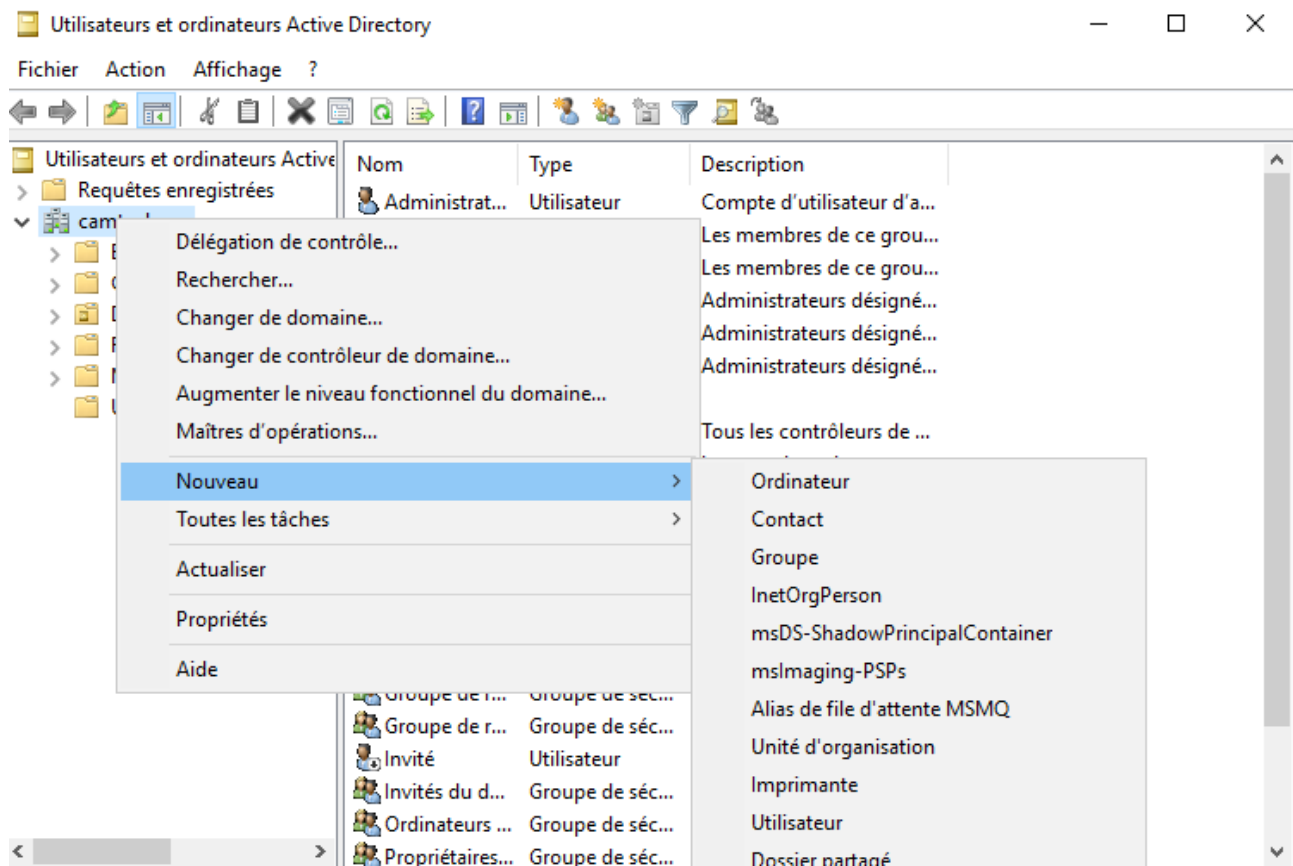 Utilisateurs et ordinateurs Active Directory
Fichier Action Affichage ?
Utilisateurs et ordinateurs Active
Requêtes enregistrées
Nom Type Description
Administrat... Utilisateur Compte d'utilisateur d'a...
Les membres de ce grou...
Les membres de ce grou...
Administrateurs désigné...
Administrateurs désigné...
Administrateurs désigné...
Tous les contrôleurs de ...
Délégation de contrôle...
Rechercher...
Changer de domaine...
Changer de contrôleur de domaine...
Augmenter le niveau fonctionnel du domaine...
Maîtres d'opérations...
Nouveau
Toutes les tâches
Actualiser
Propriétés
Aide
Ordinateur
Contact
Groupe
InetOrgPerson
msDS-ShadowPrincipalContainer
msImaging-PSPs
Alias de file d'attente MSMQ
Unité d'organisation
Imprimante
Utilisateur
Dossier partagé
Groupe de r... Groupe de séc...
Groupe de r... Groupe de séc...
Invité Utilisateur
Invités du d... Groupe de séc...
Ordinateurs ... Groupe de séc...
Propriétaires... Groupe de séc...